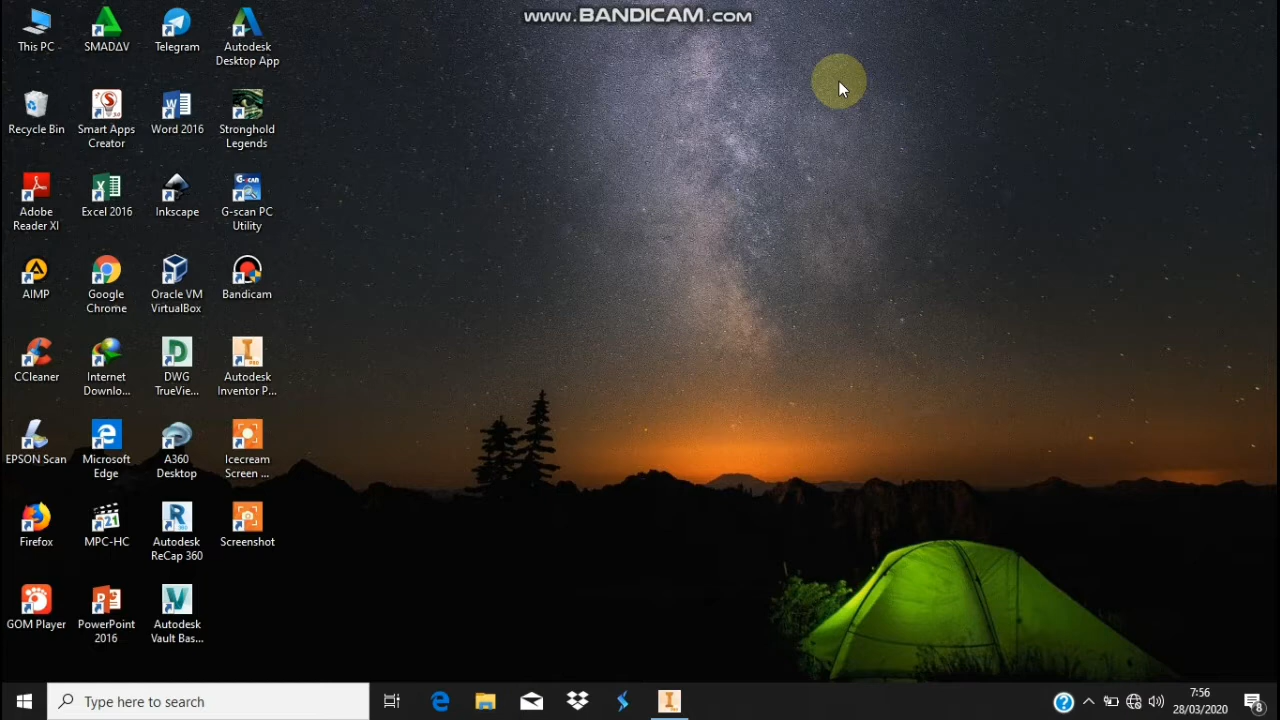 www.BANDICAM.com
This PC
SMADAV
Telegram
Autodesk
Desktop App
Recycle Bin
Smart Apps
Creator
Word 2016
Stronghold
Legends
Adobe
Reader XI
Excel 2016
Inkscape
G-scan PC
Utility
AIMP
Google
Chrome
Oracle VM
VirtualBox
Bandicam
CCleaner
Internet
Downlo...
DWG
TrueVie...
Autodesk
Inventor P...
EPSON Scan
Microsoft
Edge
A360
Desktop
Icecream
Screen ...
Firefox
MPC-HC
Autodesk
ReCap 360
Screenshot
GOM Player
PowerPoint
2016
Autodesk
Vault Bas...
Type here to search
7:56
28/03/2020
8